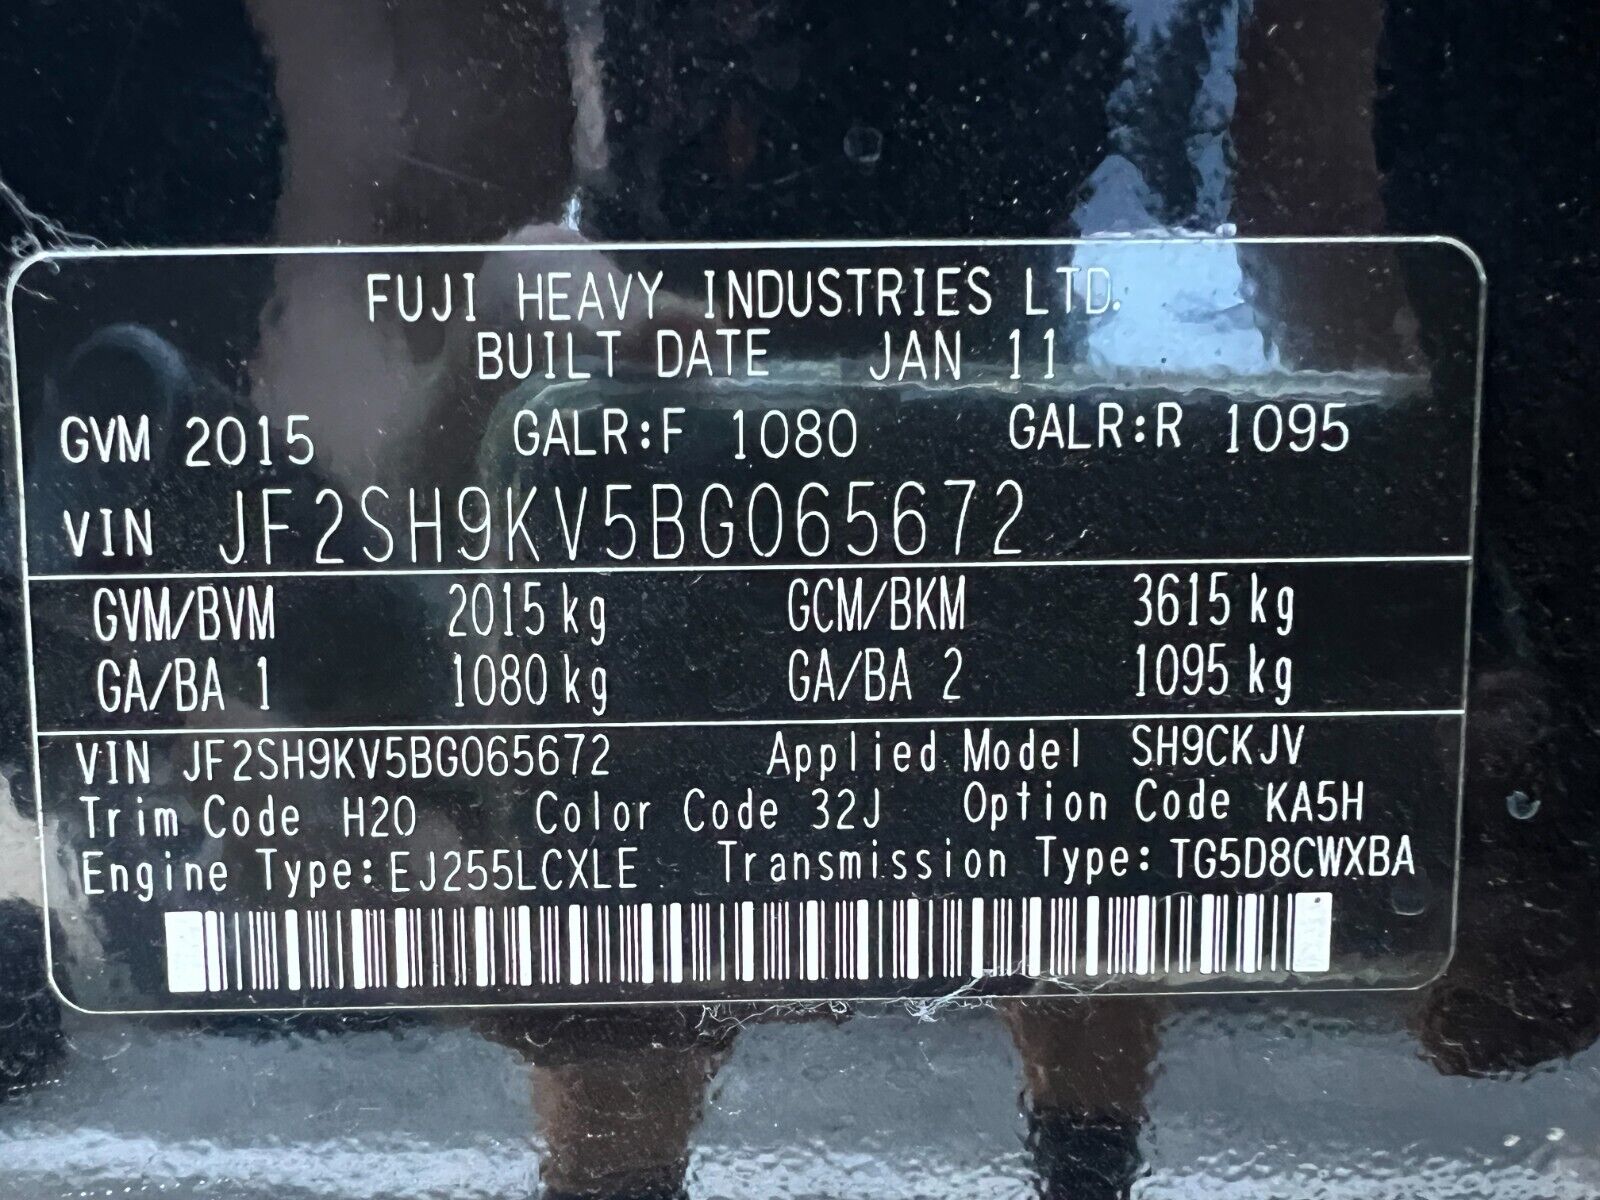 FUJI HEAVY INDUSTRIES LTD.
BUILT DATE JAN 11
GVM 2015 GALR:F 1080 GALR:R 1095
VIN JF2SH9KV5BG065672
GVM/BVM 2015 kg GCM/BKM 3615 kg
GA/BA 1 1080 kg GA/BA 2 1095 kg
VIN JF2SH9KV5BG065672 Applied Model SH9CKJV
Trim Code H20 Color Code 32J Option Code KA5H
Engine Type:EJ255LCXLE Transmission Type:TG5D8CWXBA